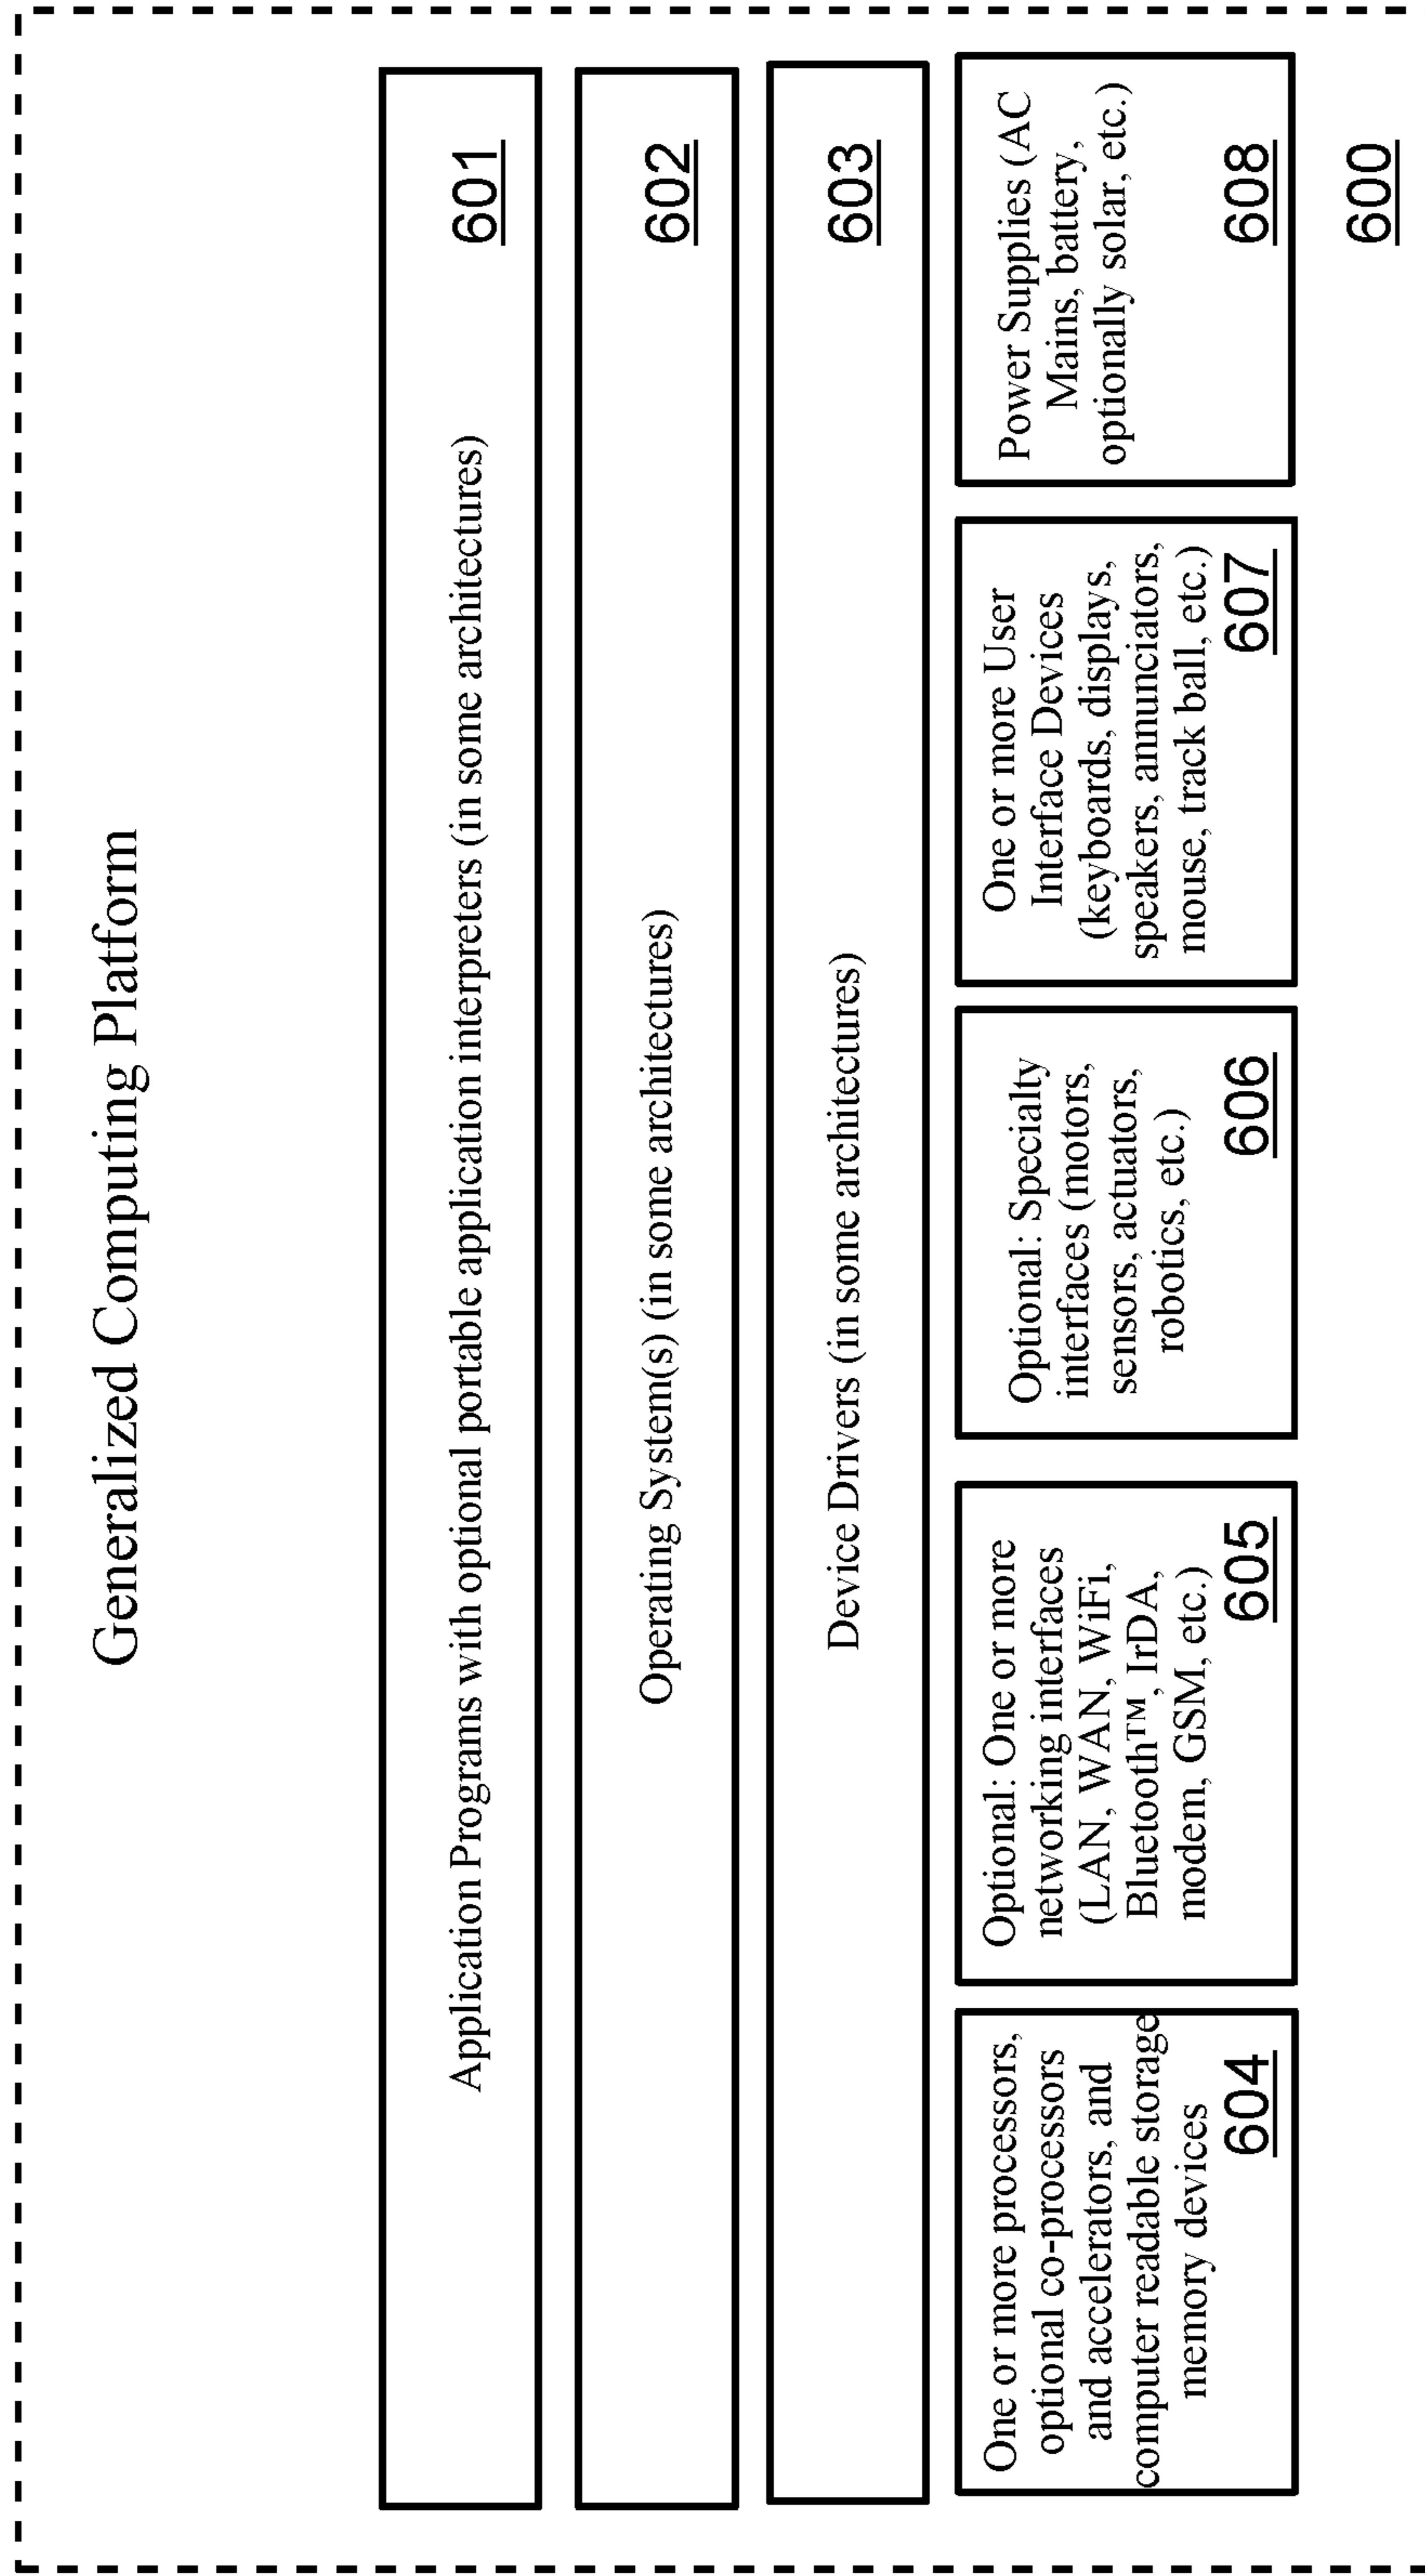 Generalized Computing Platform
Application Programs with optional portable application interpreters (in some architectures)
601
Operating System(s) (in some architectures)
602
Device Drivers (in some architectures)
603
One or more processors,
optional co-processors
and accelerators, and
computer readable storage
memory devices
604
Optional: One or more
networking interfaces
(LAN, WAN, WiFi,
Bluetooth™, IrDA,
modem, GSM, etc.)
605
Optional: Specialty
interfaces (motors,
sensors, actuators,
robotics, etc.)
606
One or more User
Interface Devices
(keyboards, displays,
speakers, annunciators,
mouse, track ball, etc.)
607
Power Supplies (AC
Mains, battery,
optionally solar, etc.)
608
600